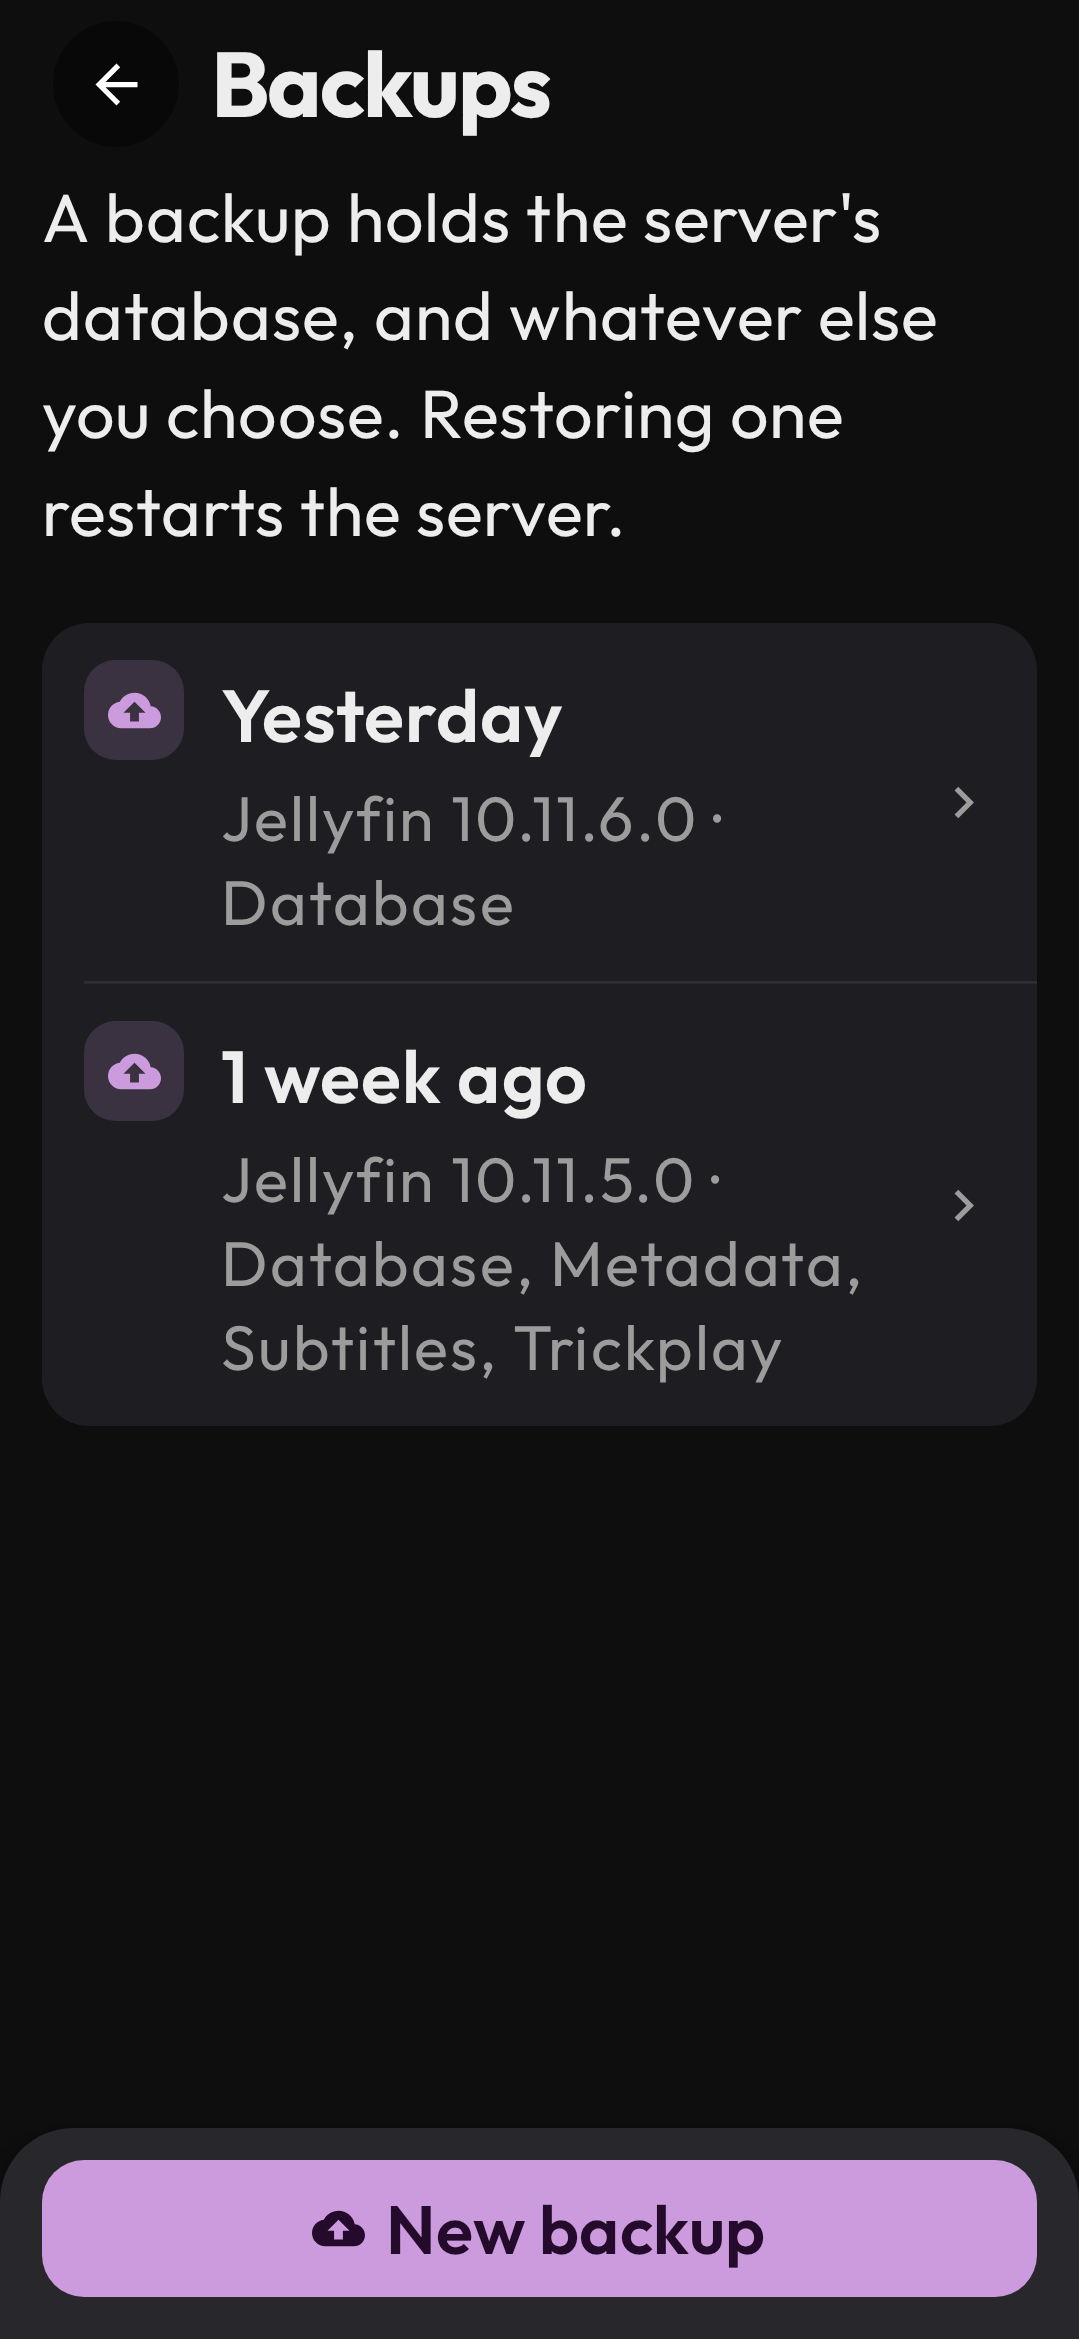 Backups
A backup holds the server's
database, and whatever else
you choose. Restoring one
restarts the server.
Yesterday
Jellyfin 10.11.6.0 ·
Database
1 week ago
Jellyfin 10.11.5.0 ·
Database, Metadata,
Subtitles, Trickplay
New backup